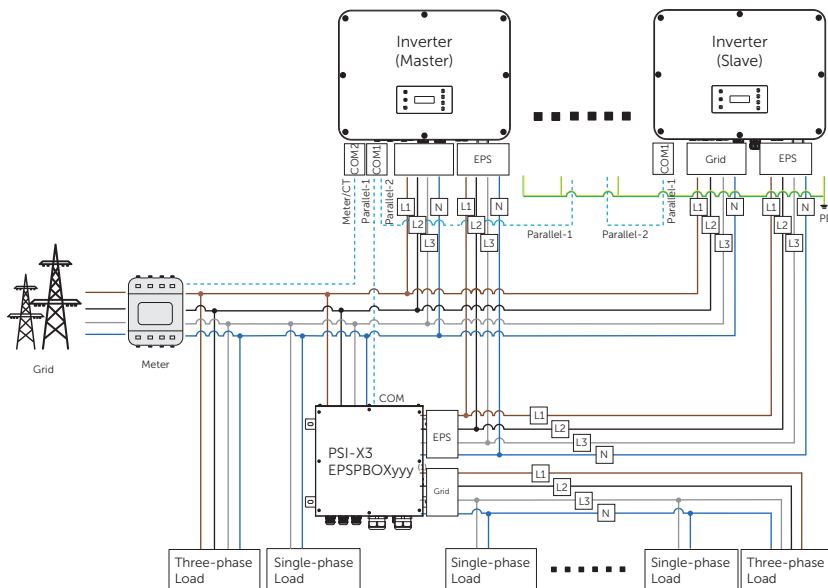 Inverter
(Master)
Inverter
(Slave)
COM2
COM1
EPS
COM1
Grid
EPS
Meter/CT
Parallel-1
Parallel-2
Parallel-1
L1
N
L1
N
L1
N
L1
N
L2
L2
L2
L2
L3
L3
L3
L3
Parallel-1
Parallel-2
PE
Grid
Meter
COM
PSI-X3
EPSPBOXyyy
EPS
L1
L2
L3
N
Grid
L1
L2
L3
N
Three-phase
Load
Single-phase
Load
Single-phase
Load
Single-phase
Load
Three-phase
Load